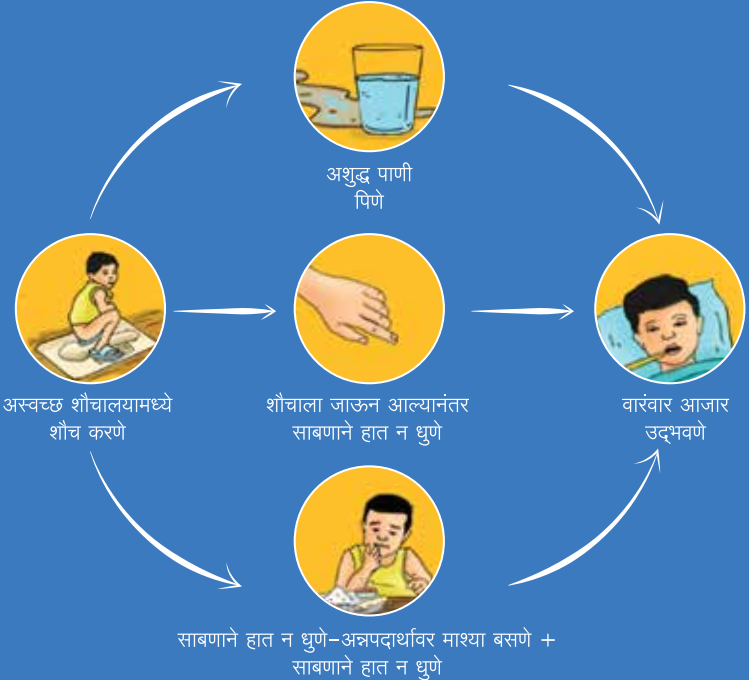 अशुद्ध पाणी
पिणे
अस्वच्छ शौचालयामध्ये
शौच करणे
शौचाला जाऊन आल्यानंतर
साबणाने हात न धुणे
वारंवार आजार
उद्‌भवणे
साबणाने हात न धुणे–अन्नपदार्थावर माश्या बसणे +
साबणाने हात न धुणे